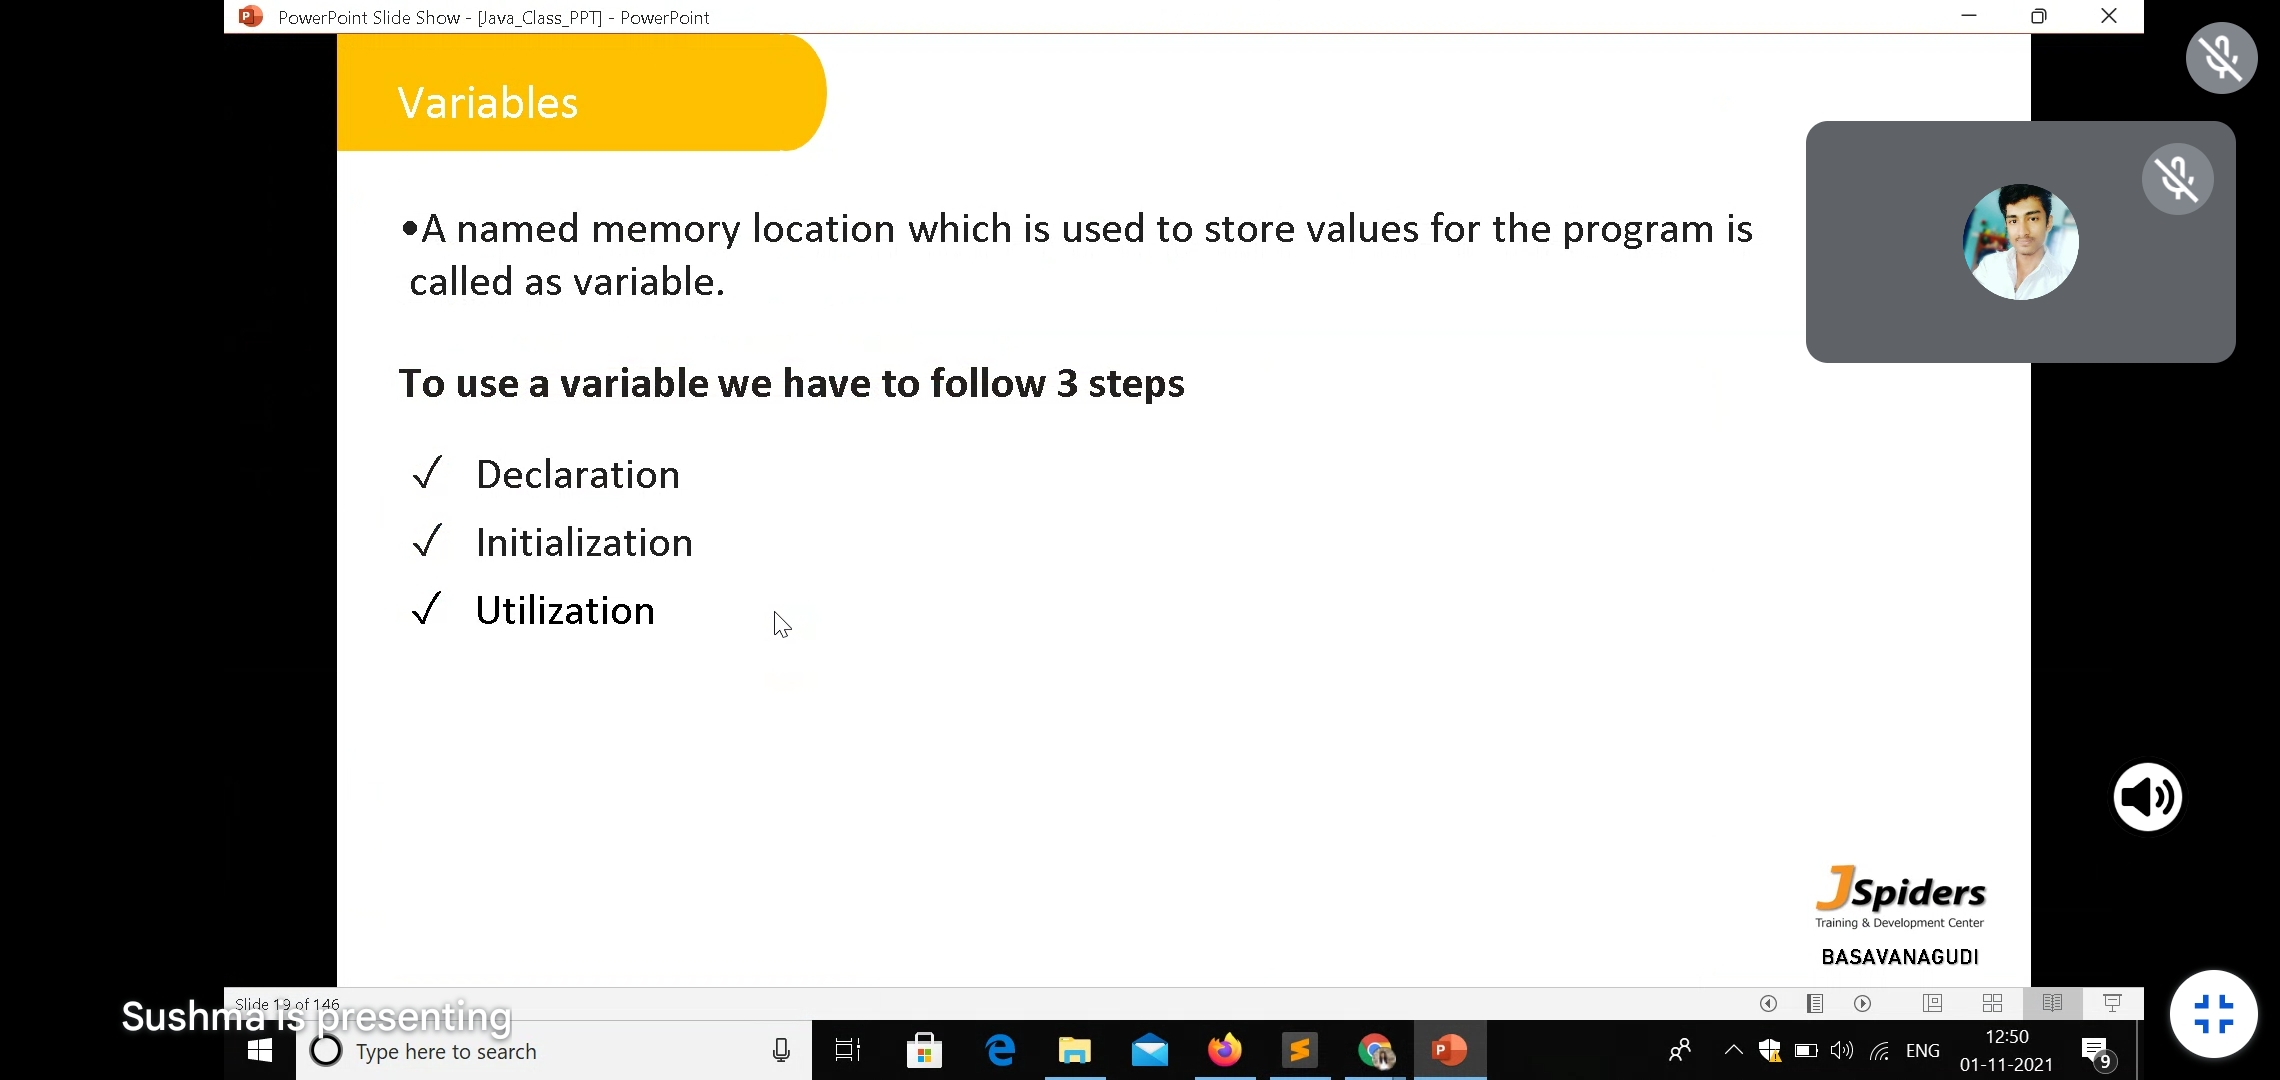 PowerPoint Slide Show - [Java_Class_PPT] - PowerPoint
Variables
•A named memory location which is used to store values for the program is
called as variable.
To use a variable we have to follow 3 steps
✓ Declaration
✓ Initialization
✓ Utilization
JSpiders
Training & Development Center
BASAVANAGUDI
Slide 19 of 146
Sushma is presenting
Type here to search
ENG
12:50
01-11-2021
9